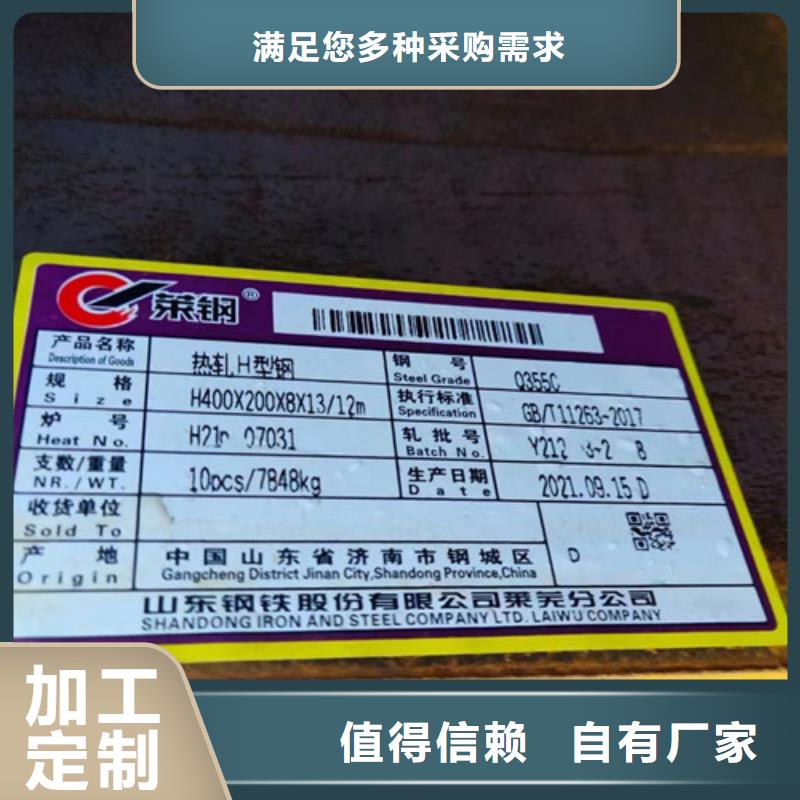 满足您多种采购需求
莱钢®
产品名称 热轧H型钢 钢号 Q355C
Description of Goods Steel Grade
规格 H400X200X8X13/12m 执行标准 GB/T11263-2017
Size Specification
炉号 轧批号
Heat No. Batch No.
支数/重量 10pcs/7848kg 生产日期 2021.09.15 D
NR./WT. Date
收货单位
Sold To
产地 中国山东省济南市钢城区 D
Origin Gangcheng District Jinan City,Shandong Province,China
山东钢铁股份有限公司莱芜分公司
SHANDONG IRON AND STEEL COMPANY LTD. LAIWU COMPANY
加工
定制
值得信赖 自有厂家